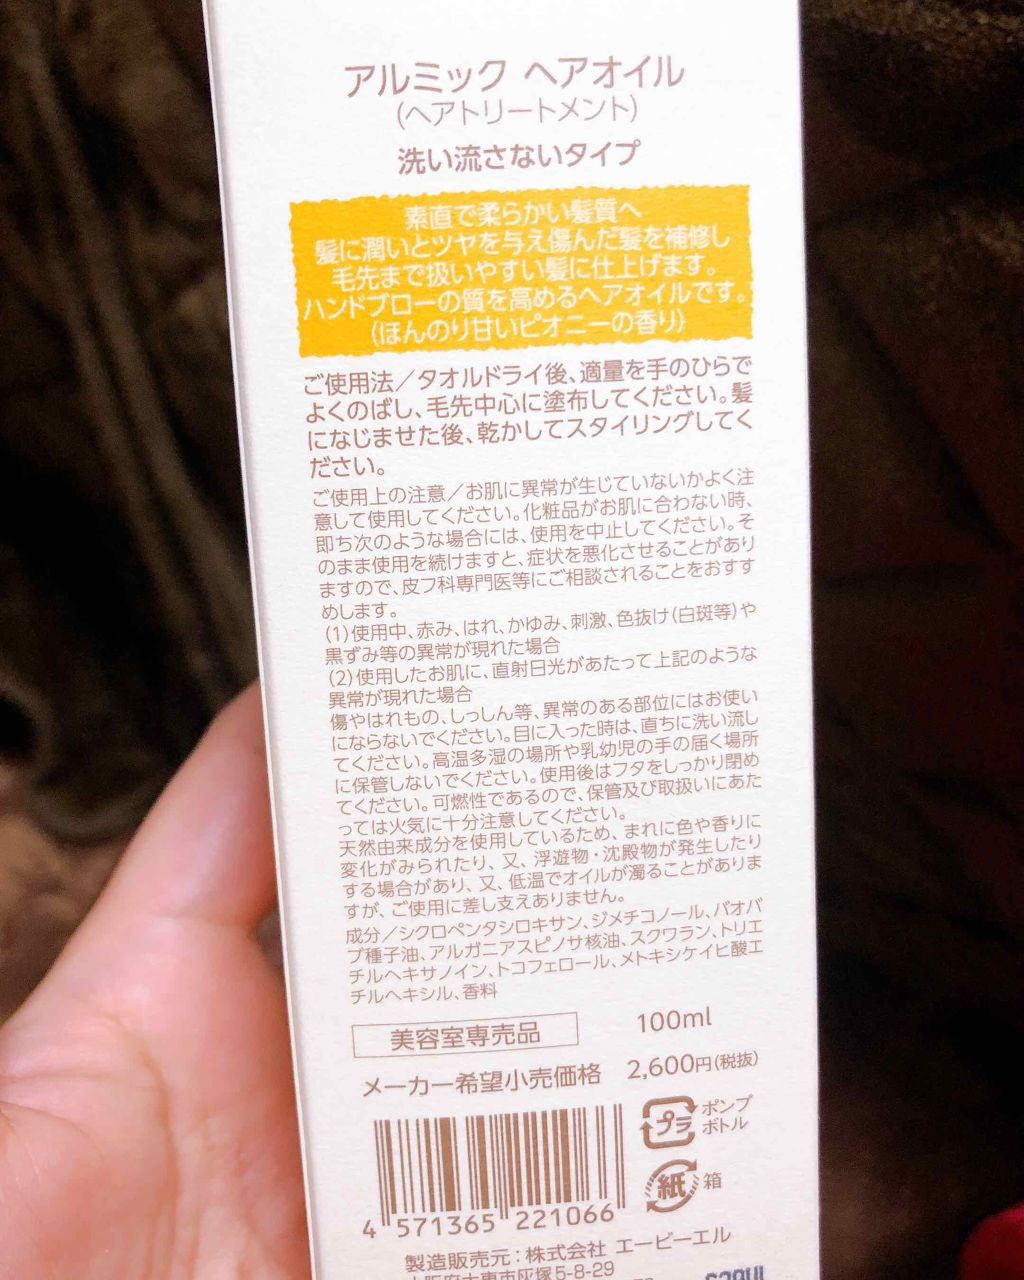 アルミック ヘアオイル
(ヘアトリートメント)
洗い流さないタイプ
素直で柔らかい髪質へ
髪に潤いとツヤを与え傷んだ髪を補修し
毛先まで扱いやすい髪に仕上げます。
ハンドブローの質を高めるヘアオイルです。
(ほんのり甘いピオニーの香り)
ご使用法／タオルドライ後、適量を手のひらで
よくのばし、毛先中心に塗布してください。髪
になじませた後、乾かしてスタイリングしてく
ださい。
ご使用上の注意／お肌に異常が生じていないかよく注
意して使用してください。化粧品がお肌に合わない時、
即ち次のような場合には、使用を中止してください。そ
のまま使用を続けますと、症状を悪化させることがあり
ますので、皮フ科専門医等にご相談されることをおすす
めします。
(1)使用中、赤み、はれ、かゆみ、刺激、色抜け(白斑等)や
黒ずみ等の異常が現れた場合
(2)使用したお肌に、直射日光があたって上記のような
異常が現れた場合
傷やはれもの、しっしん等、異常のある部位にはお使い
にならないでください。目に入った時は、直ちに洗い流し
てください。高温多湿の場所や乳幼児の手の届く場所
に保管しないでください。使用後はフタをしっかり閉め
てください。可燃性であるので、保管及び取扱いにあた
っては火気に十分注意してください。
天然由来成分を使用しているため、まれに色や香りに
変化がみられたり、又、浮遊物・沈殿物が発生したり
する場合があり、又、低温でオイルが濁ることがありま
すが、ご使用に差し支えありません。
成分／シクロペンタシロキサン、ジメチコノール、バオバ
ブ種子油、アルガニアスピノサ核油、スクワラン、トリエ
チルヘキサノイン、トコフェロール、メトキシケイヒ酸エ
チルヘキシル、香料
美容室専売品
100ml
メーカー希望小売価格 2,600円(税抜)
プラ
ポンプ
ボトル
紙
箱
4 571365 221066
製造販売元：株式会社 エービーエル
大阪府大東市灰塚5-8-29